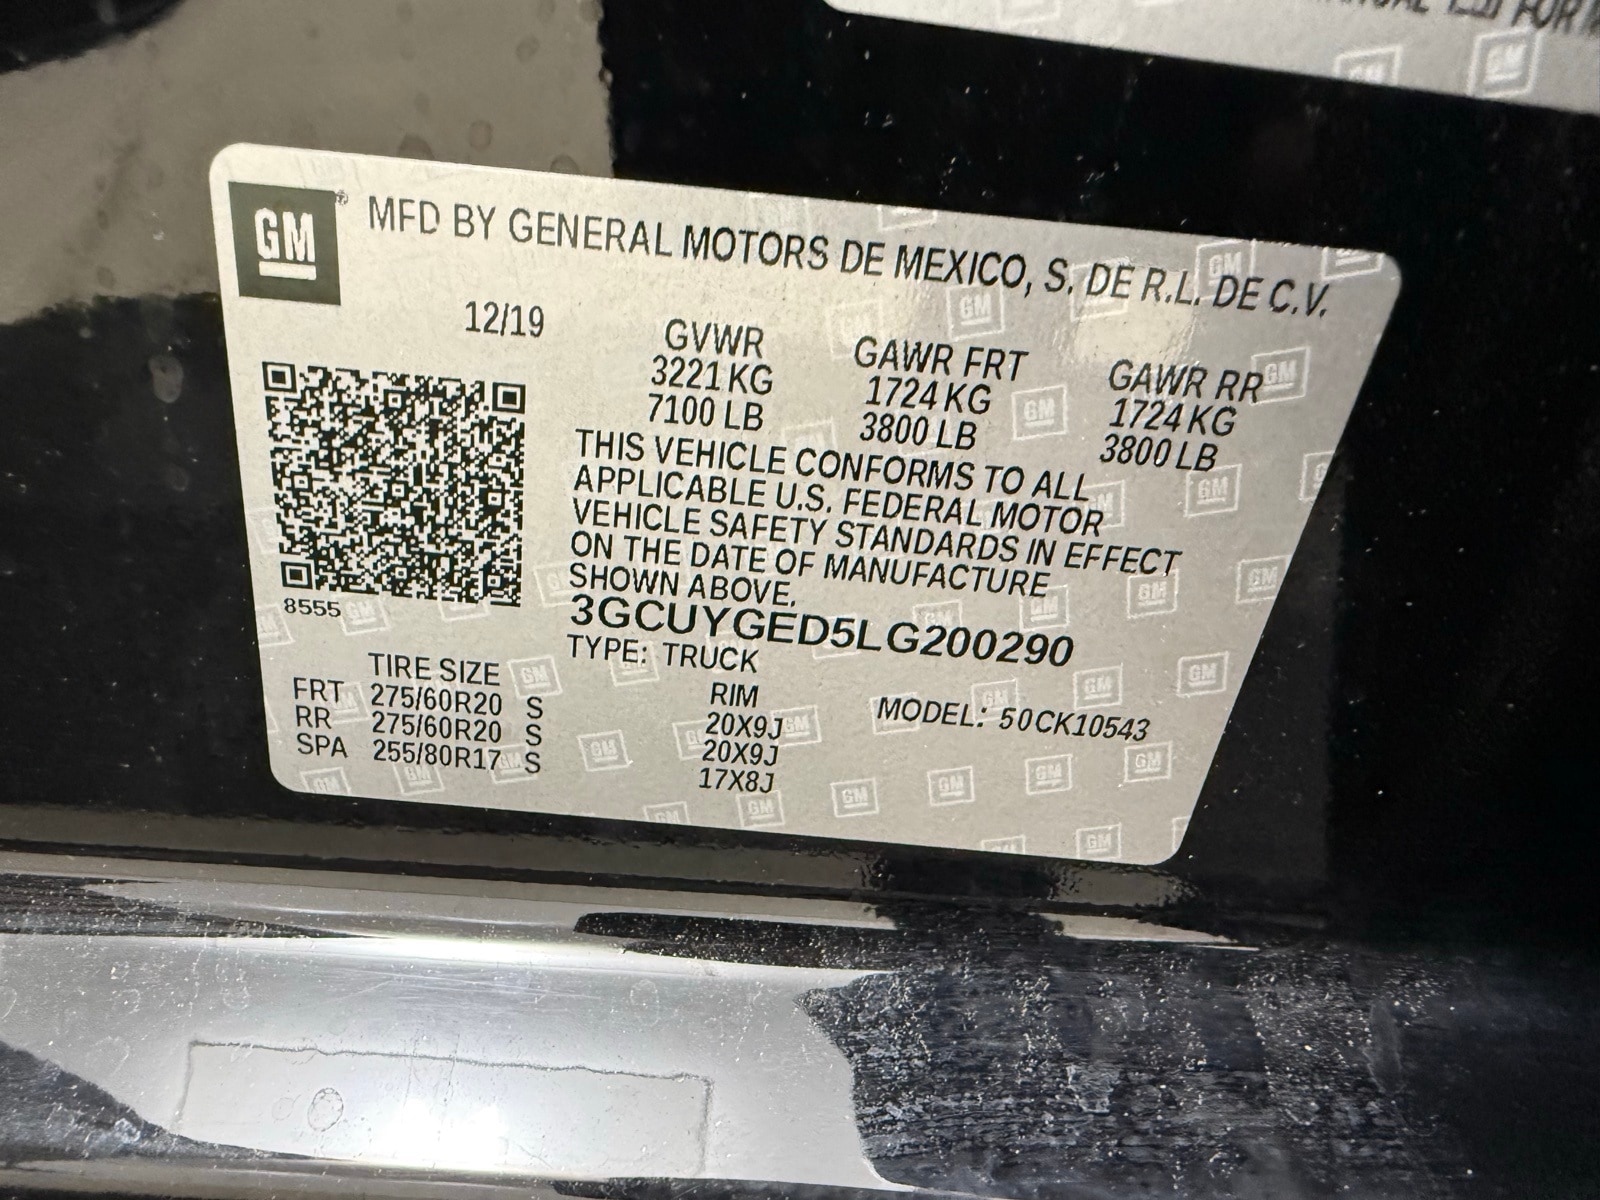 MANUAL FOR
GM ® MFD BY GENERAL MOTORS DE MEXICO, S. DE R.L. DE C.V.
12/19 GVWR GAWR FRT GAWR RR
3221 KG 1724 KG 1724 KG
7100 LB 3800 LB 3800 LB
THIS VEHICLE CONFORMS TO ALL
APPLICABLE U.S. FEDERAL MOTOR
VEHICLE SAFETY STANDARDS IN EFFECT
ON THE DATE OF MANUFACTURE
SHOWN ABOVE.
8555
3GCUYGED5LG200290
TYPE: TRUCK MODEL: 50CK10543
TIRE SIZE RIM
FRT 275/60R20 S 20X9J
RR 275/60R20 S 20X9J
SPA 255/80R17 S 17X8J